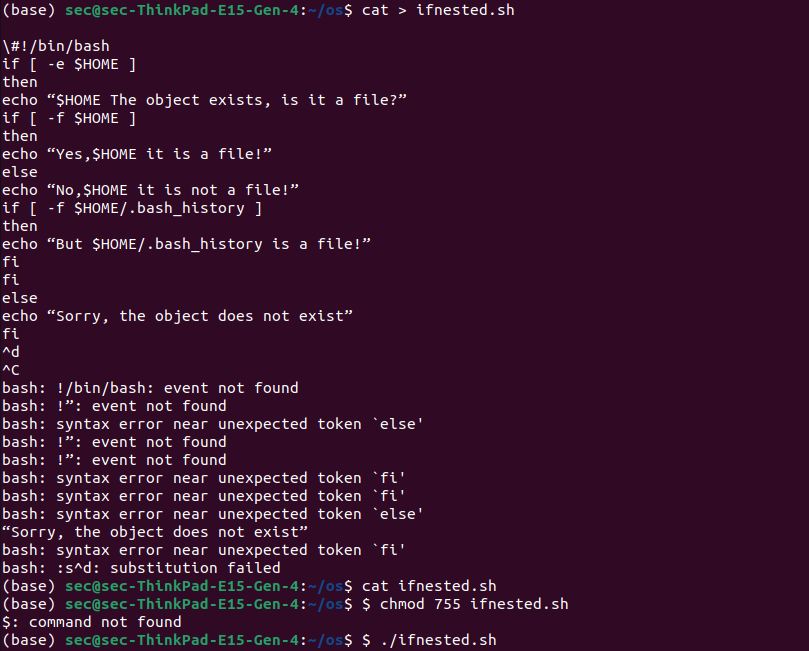 (base) sec@sec-ThinkPad-E15-Gen-4:~/os$ cat > ifnested.sh
\#!/bin/bash
if [ -e $HOME ]
then
echo “$HOME The object exists, is it a file?”
if [ -f $HOME ]
then
echo “Yes,$HOME it is a file!”
else
echo “No,$HOME it is not a file!”
if [ -f $HOME/.bash_history ]
then
echo “But $HOME/.bash_history is a file!”
fi
fi
else
echo “Sorry, the object does not exist”
fi
^d
^C
bash: !/bin/bash: event not found
bash: !”: event not found
bash: syntax error near unexpected token `else'
bash: !”: event not found
bash: !”: event not found
bash: syntax error near unexpected token `fi'
bash: syntax error near unexpected token `fi'
bash: syntax error near unexpected token `else'
“Sorry, the object does not exist”
bash: syntax error near unexpected token `fi'
bash: :s^d: substitution failed
(base) sec@sec-ThinkPad-E15-Gen-4:~/os$ cat ifnested.sh
(base) sec@sec-ThinkPad-E15-Gen-4:~/os$ $ chmod 755 ifnested.sh
$: command not found
(base) sec@sec-ThinkPad-E15-Gen-4:~/os$ $ ./ifnested.sh